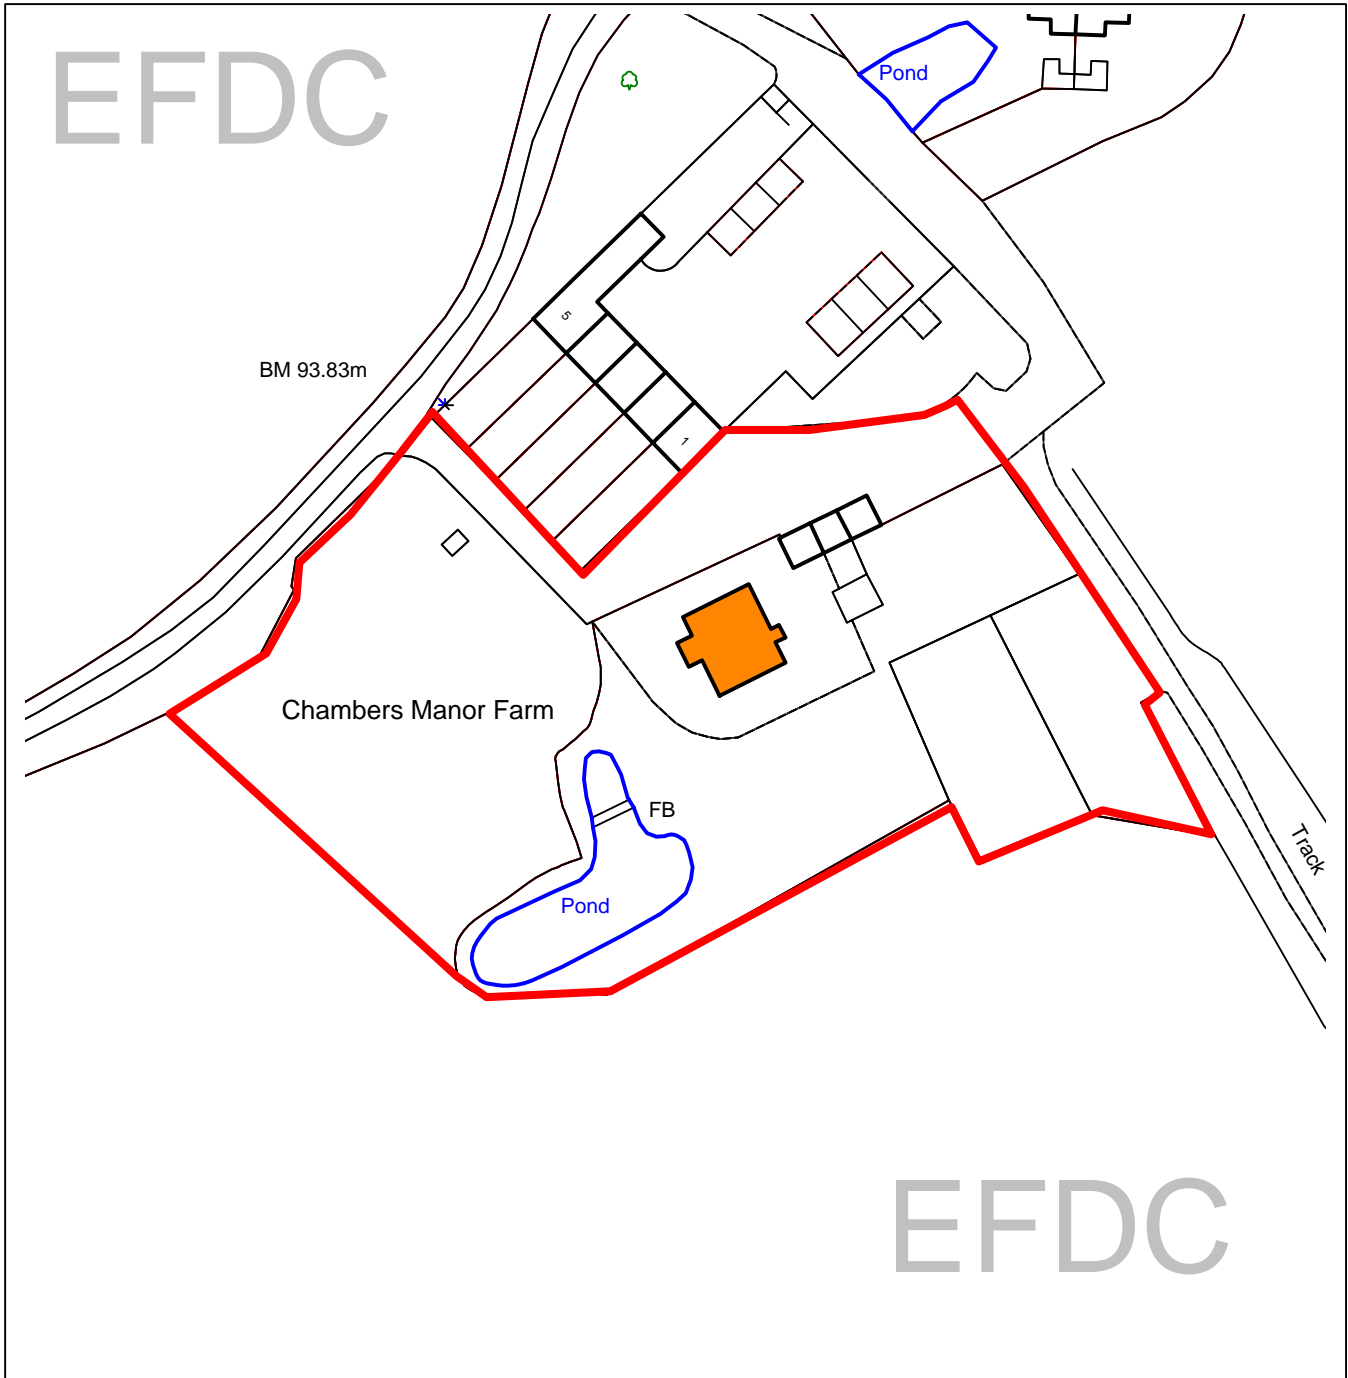 EFDC
Pond
5
BM 93.83m
1
Chambers Manor Farm
FB
Track
Pond
EFDC